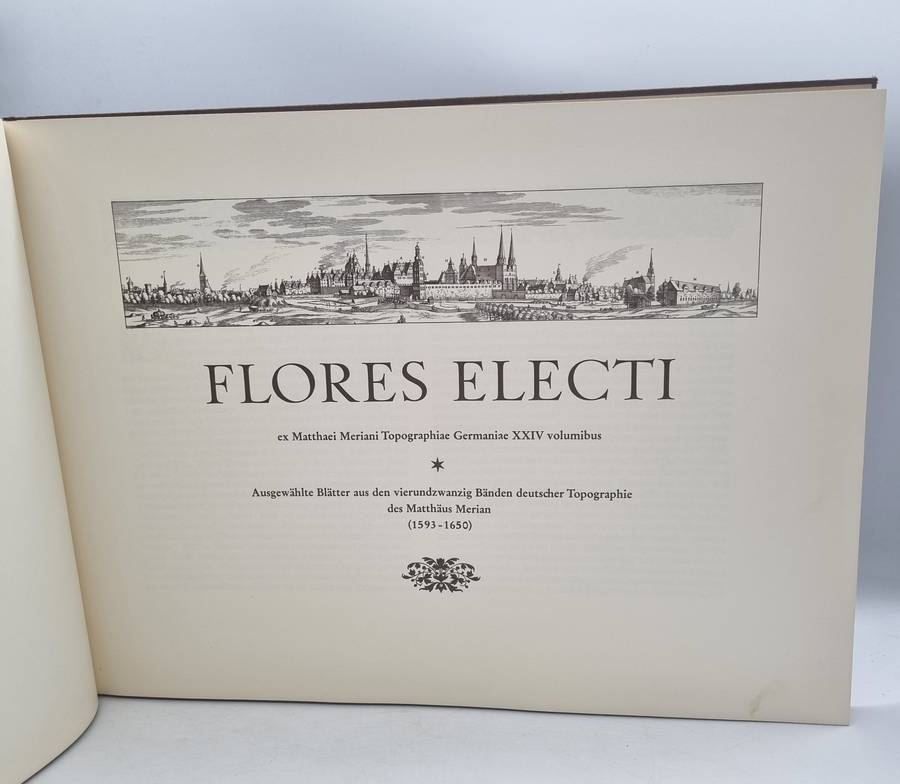 FLORES ELECTI
ex Matthaei Meriani Topographiae Germaniae XXIV volumibus
Ausgewählte Blätter aus den vierundzwanzig Bänden deutscher Topographie
des Matthäus Merian
(1593-1650)